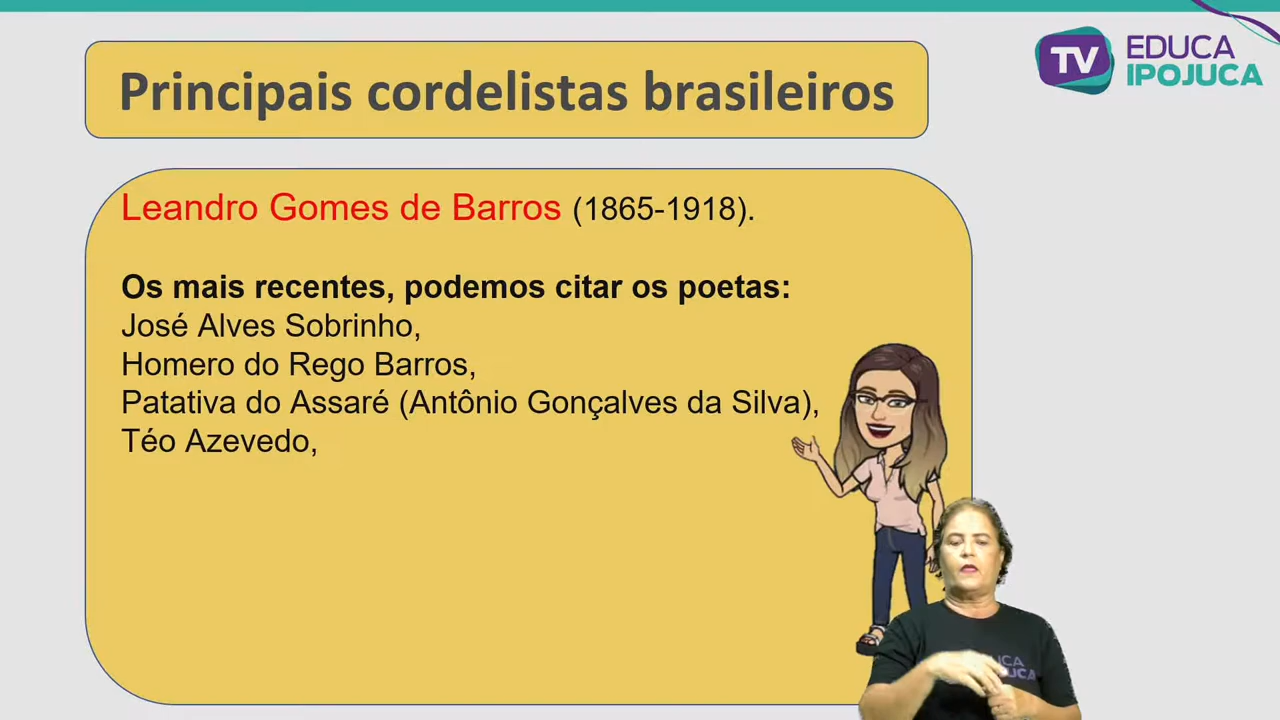 Principais cordelistas brasileiros
TV EDUCA
IPOJUCA
Leandro Gomes de Barros (1865-1918).
Os mais recentes, podemos citar os poetas:
José Alves Sobrinho,
Homero do Rego Barros,
Patativa do Assaré (Antônio Gonçalves da Silva),
Téo Azevedo,